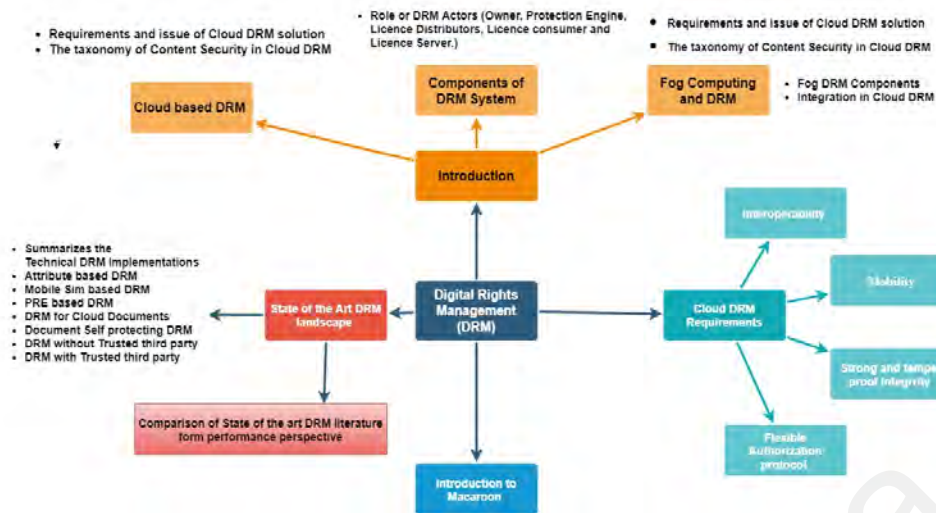 • Requirements and issue of Cloud DRM solution
• The taxonomy of Content Security in Cloud DRM
• Role or DRM Actors (Owner, Protection Engine,
Licence Distributors, Licence consumer and
Licence Server.)
• Requirements and issue of Cloud DRM solution
• The taxonomy of Content Security in Cloud DRM
Cloud based DRM
Components of
DRM System
Fog Computing
and DRM
• Fog DRM Components
• Integration in Cloud DRM
Introduction
Interoperability
• Summarizes the
Technical DRM Implementations
• Attribute based DRM
• Mobile Sim based DRM
• PRE based DRM
• DRM for Cloud Documents
• Document Self protecting DRM
• DRM without Trusted third party
• DRM with Trusted third party
State of the Art DRM
landscape
Digital Rights
Management
(DRM)
Cloud DRM
Requirements
Mobility
Strong and tempe
proof Integrity
Comparison of State of the art DRM literature
form performance perspective
Flexible
Authorization
protocol
Introduction to
Macaroon